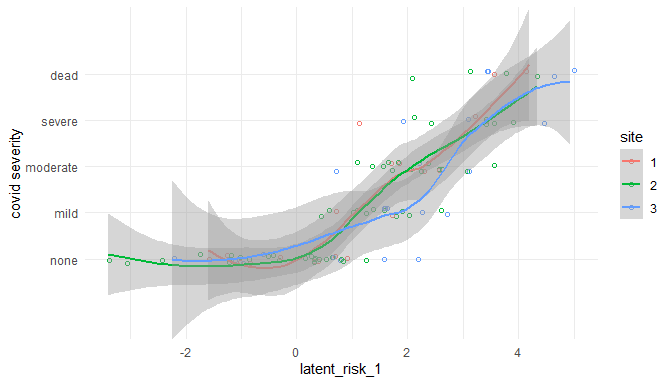 covid severity
dead
severe
moderate
mild
none
-2
0
2
4
latent_risk_1
site
1
2
3